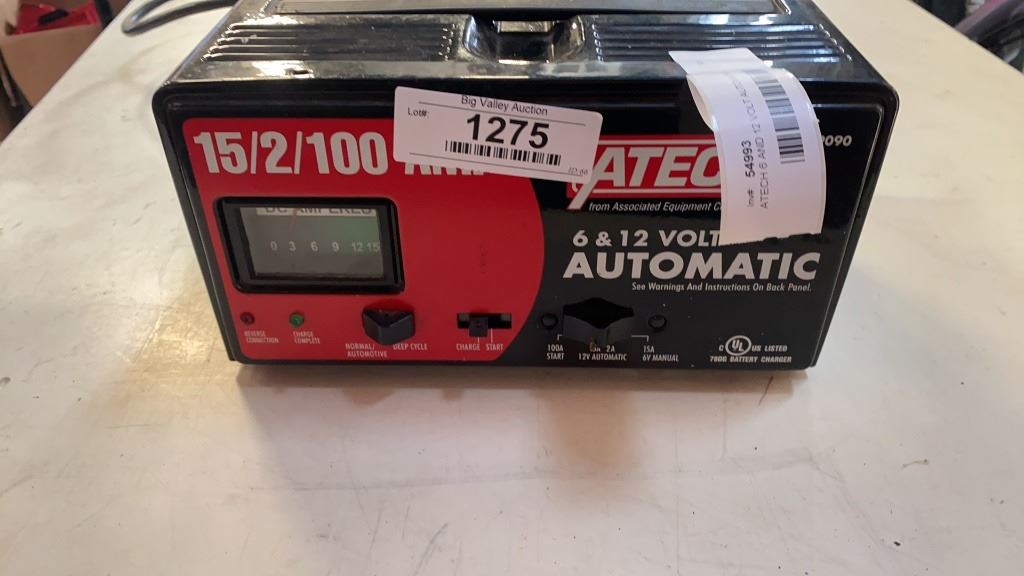 Big Valley Auction
Lot#:
1275
15/2/100
ATEC
from Associated Equipment C
6 & 12 VOLT
AUTOMATIC
See Warnings And Instructions On Back Panel.
Inv# 54993
ATECH 6 AND 12 VOLT
DC AMPERES
0 3 6 9 12 15
REVERSE CONNECTION
CHARGE COMPLETE
NORMAL/ AUTOMOTIVE
DEEP CYCLE
CHARGE START
100A START
2A
12V AUTOMATIC
15A
6V MANUAL
C UL US LISTED
78DG BATTERY CHARGER